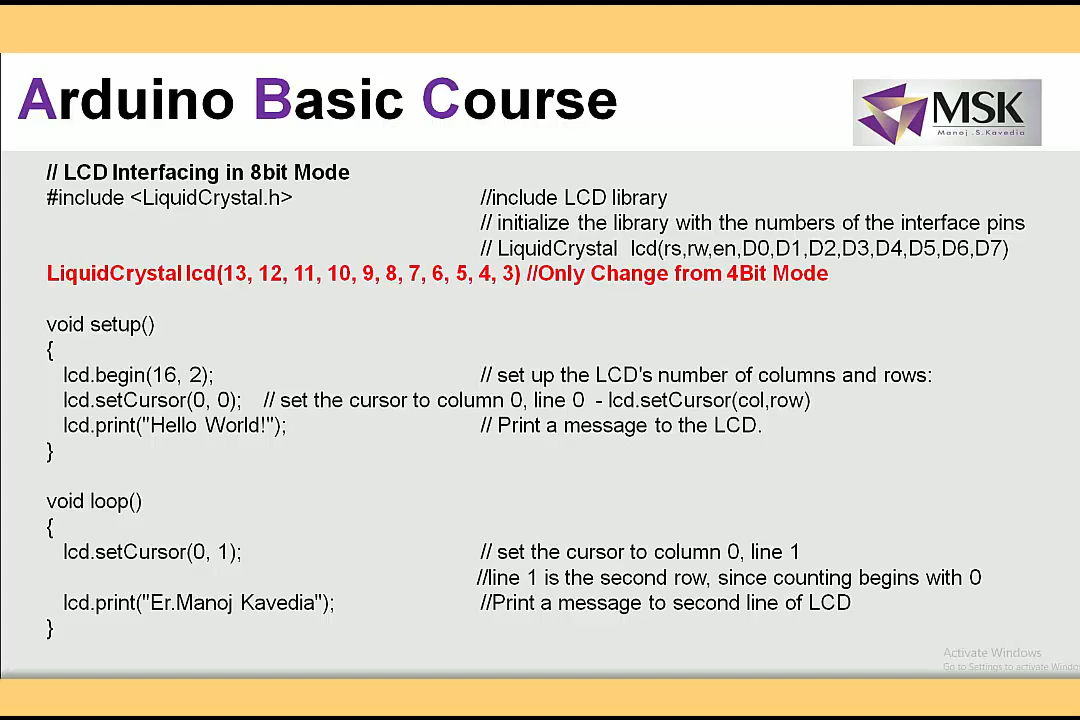 Arduino Basic Course
MSK
Manoj .S.Kavedia
// LCD Interfacing in 8bit Mode
#include <LiquidCrystal.h> //include LCD library
// initialize the library with the numbers of the interface pins
// LiquidCrystal lcd(rs,rw,en,D0,D1,D2,D3,D4,D5,D6,D7)
LiquidCrystal lcd(13, 12, 11, 10, 9, 8, 7, 6, 5, 4, 3) //Only Change from 4Bit Mode
void setup()
{
lcd.begin(16, 2); // set up the LCD's number of columns and rows:
lcd.setCursor(0, 0); // set the cursor to column 0, line 0 - lcd.setCursor(col,row)
lcd.print("Hello World!"); // Print a message to the LCD.
}
void loop()
{
lcd.setCursor(0, 1); // set the cursor to column 0, line 1
//line 1 is the second row, since counting begins with 0
lcd.print("Er.Manoj Kavedia"); //Print a message to second line of LCD
}
Activate Windows
Go to Settings to activate Windo